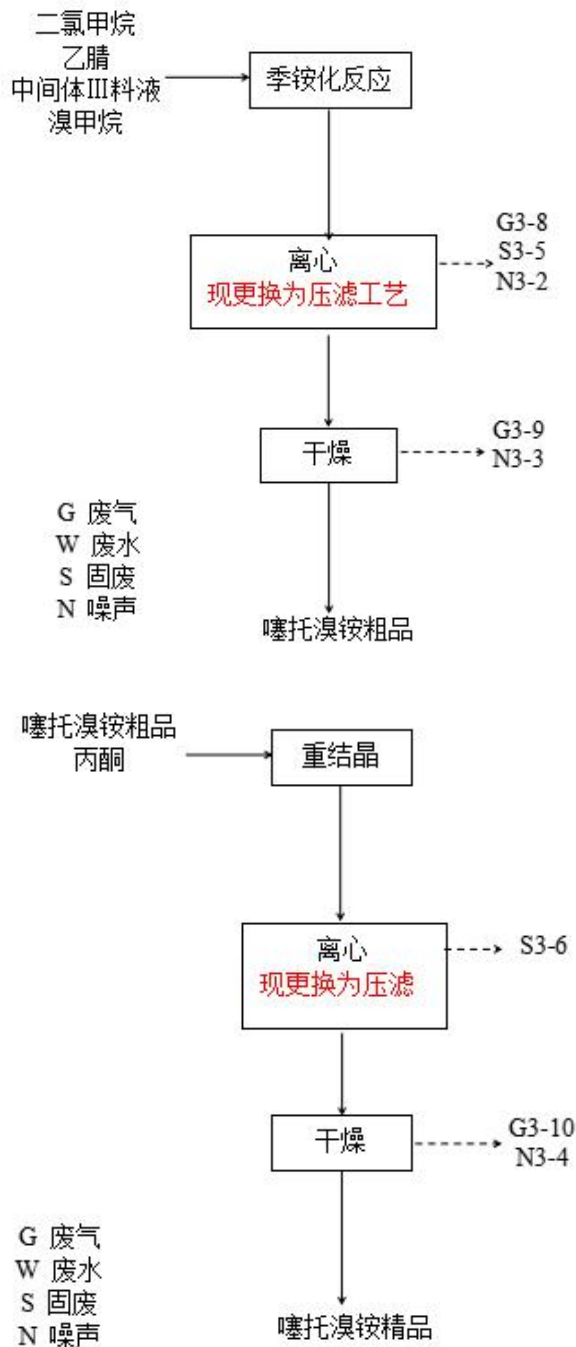 二氯甲烷
乙腈
中间体III料液
溴甲烷
季铵化反应
离心
现更换为压滤工艺
G3-8
S3-5
N3-2
干燥
G3-9
N3-3
G 废气
W 废水
S 固废
N 噪声
噻托溴铵粗品
噻托溴铵粗品
丙酮
重结晶
离心
现更换为压滤
S3-6
干燥
G3-10
N3-4
G 废气
W 废水
S 固废
N 噪声
噻托溴铵精品